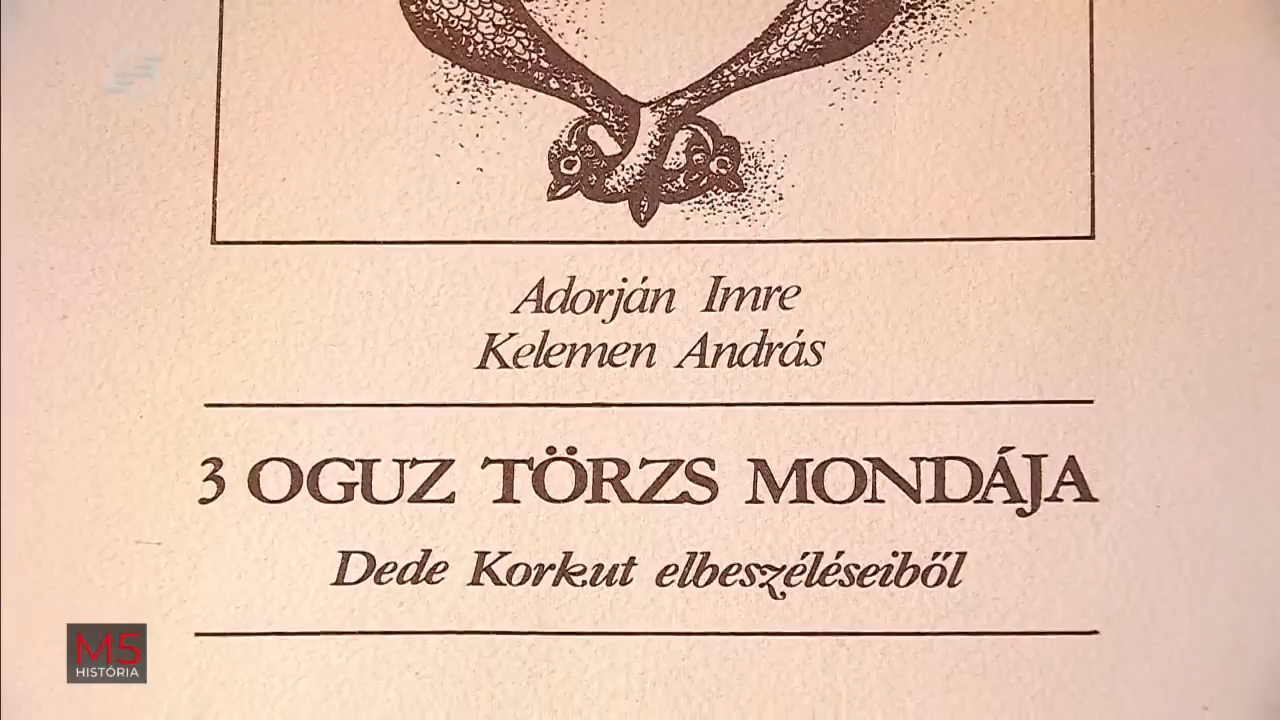 Adorján Imre
Kelemen András
3 OGUZ TÖRZS MONDÁJA
Dede Korkut elbeszéléseiből
M5
HISTÓRIA